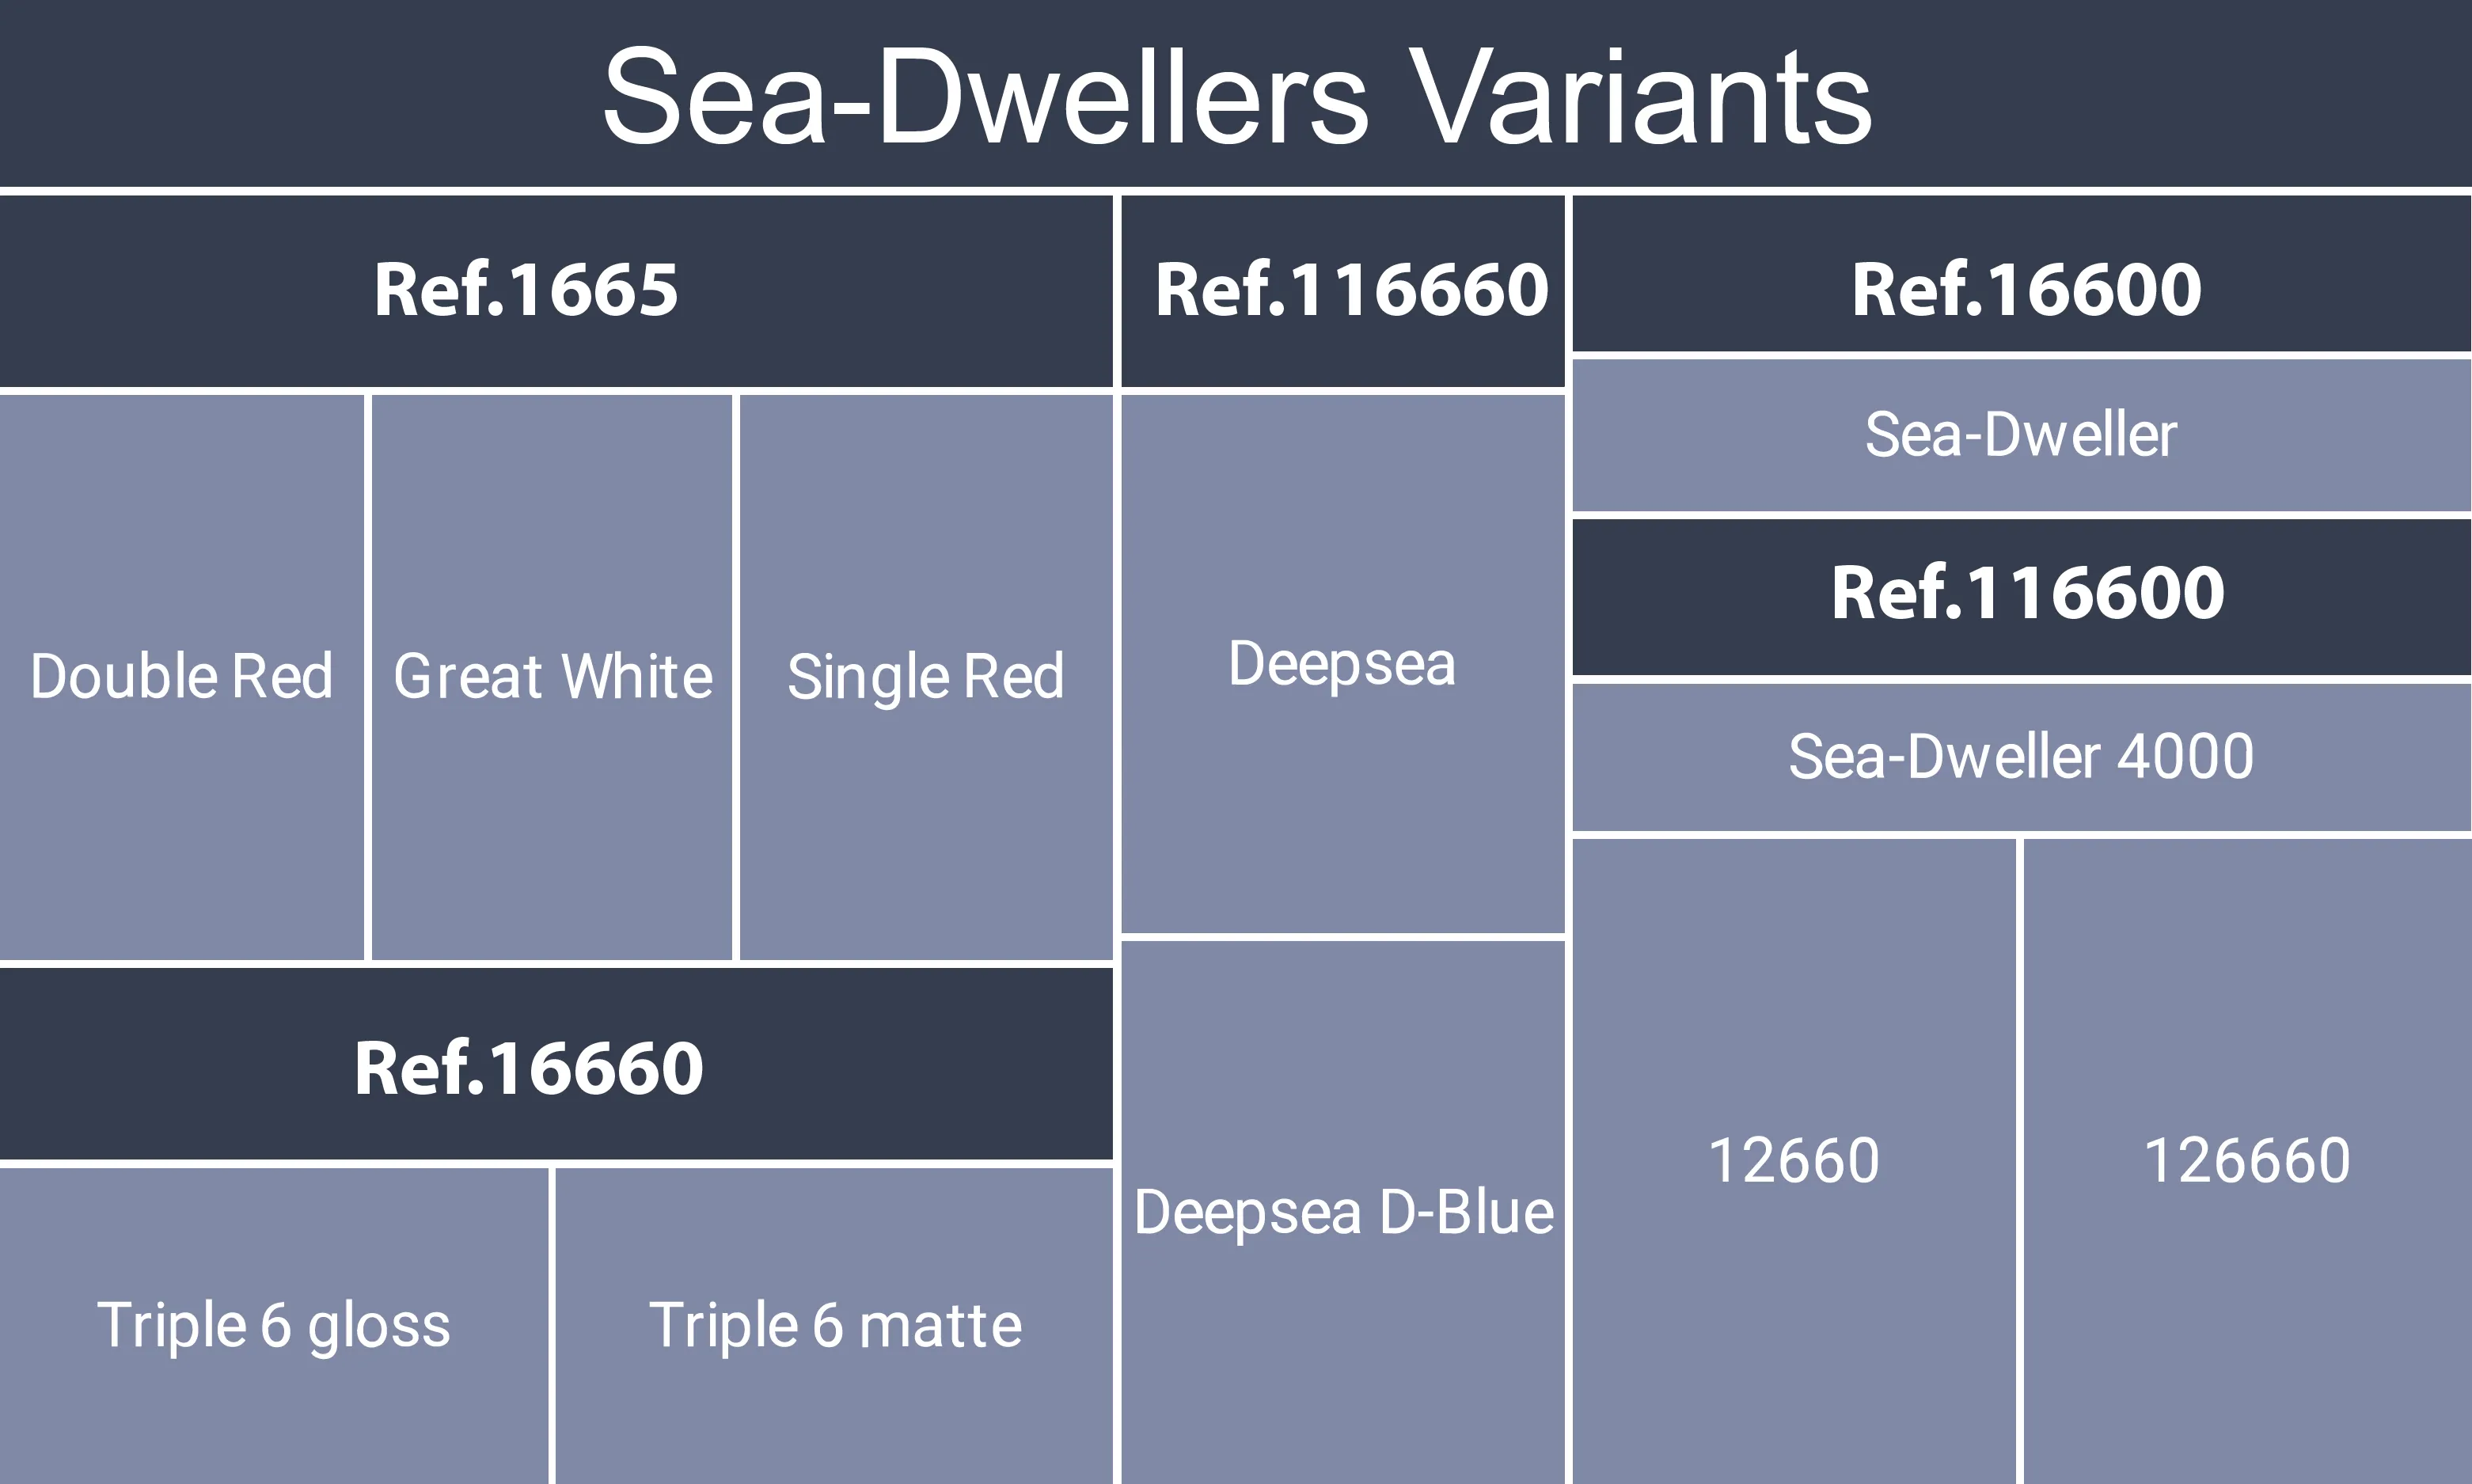 Sea-Dwellers Variants
Ref.1665
Double Red
Great White
Single Red
Ref.16660
Triple 6 gloss
Triple 6 matte
Ref.116660
Deepsea
Deepsea D-Blue
Ref.16600
Sea-Dweller
Ref.116600
Sea-Dweller 4000
12660
126660